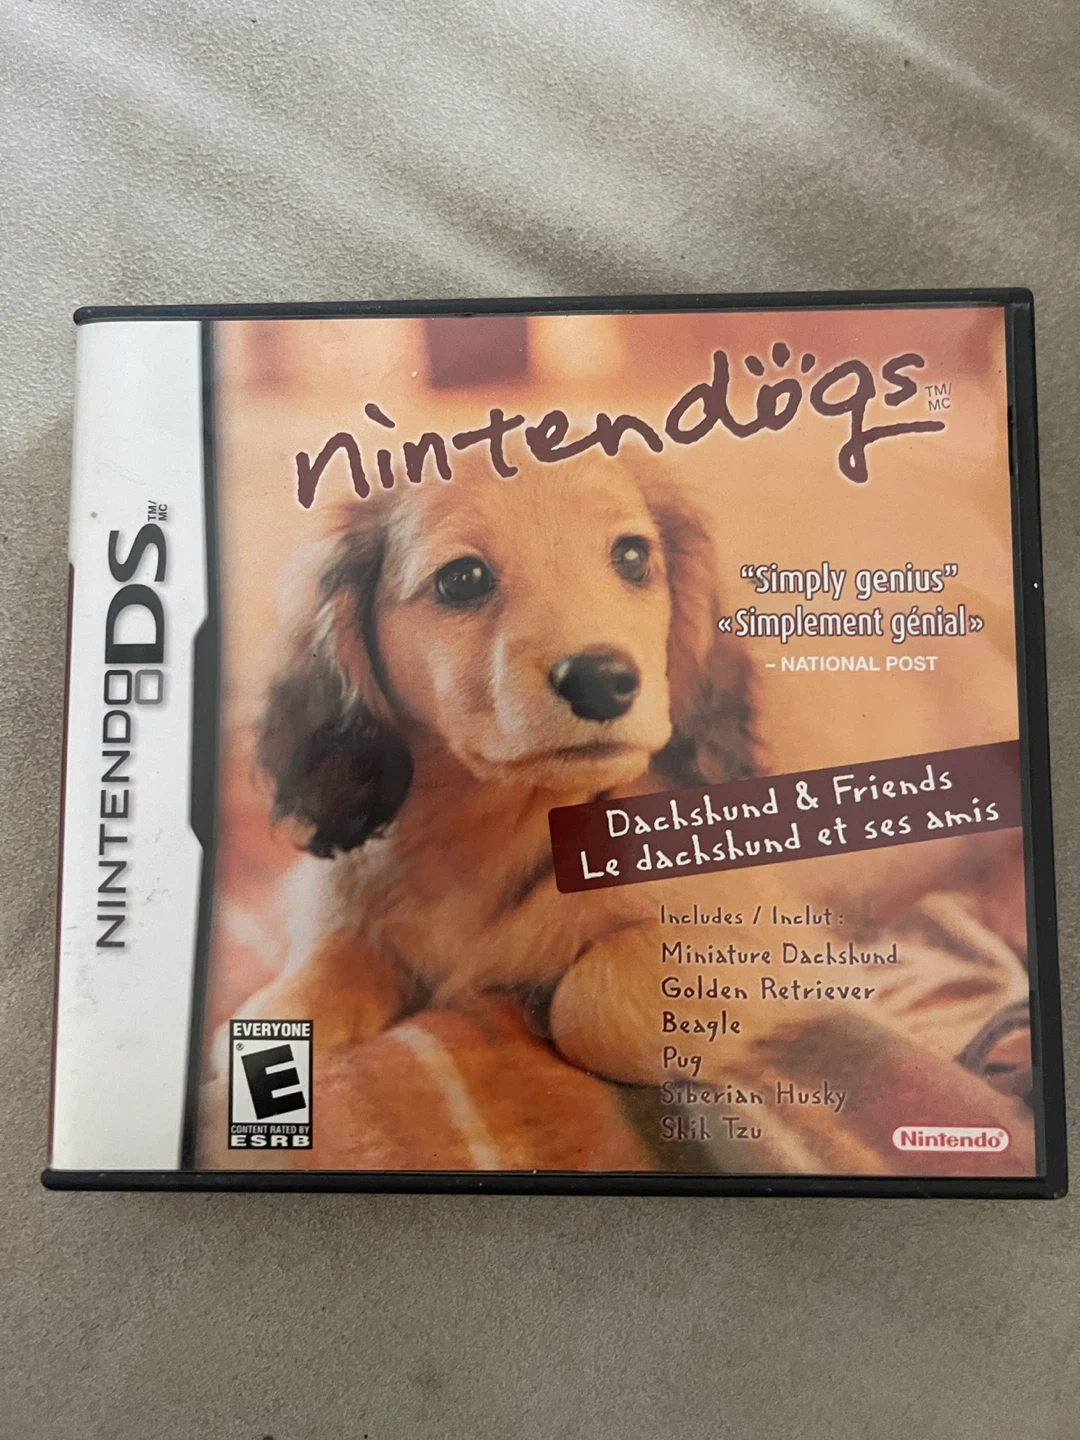 nintendögs TM/MC
NINTENDO DS TM/MC
“Simply genius”
« Simplement génial »
– NATIONAL POST
Dachshund & Friends
Le dachshund et ses amis
Includes / Inclut :
Miniature Dachshund
Golden Retriever
Beagle
Pug
Siberian Husky
Shih Tzu
EVERYONE
E ®
CONTENT RATED BY
ESRB
Nintendo®